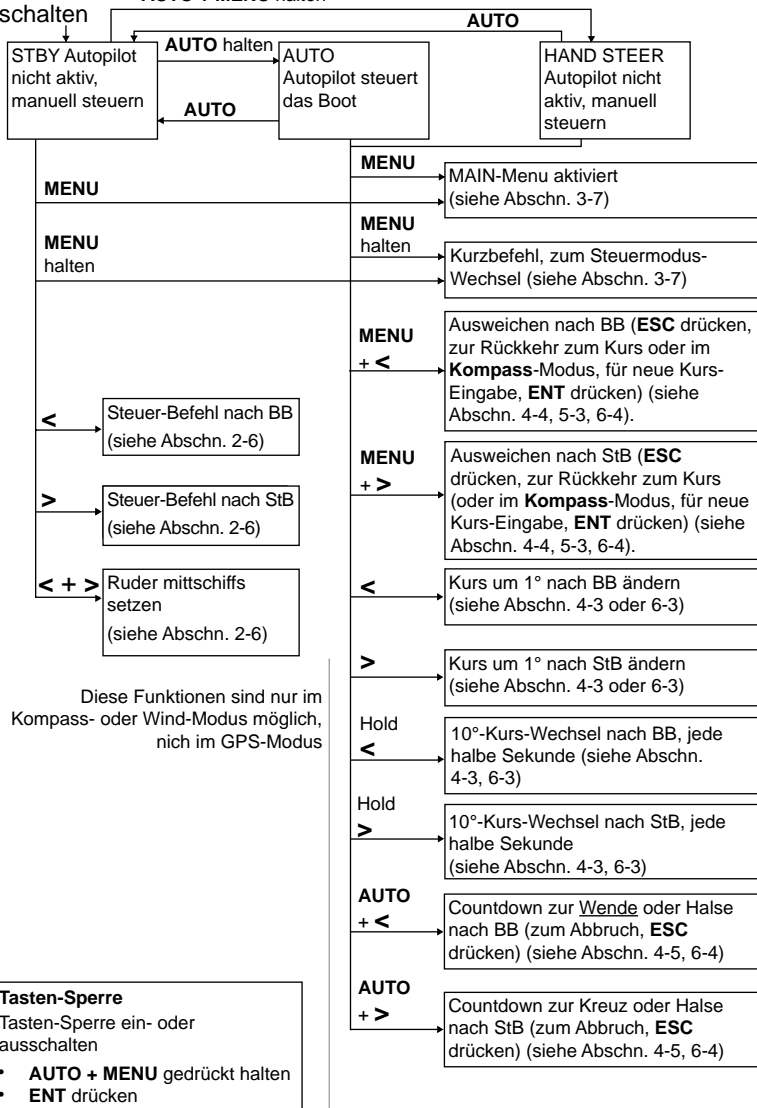 AUTO + MENU halten
schalten
AUTO
STBY Autopilot
nicht aktiv,
manuell steuern
AUTO halten
AUTO
AUTO
Autopilot steuert
das Boot
HAND STEER
Autopilot nicht
aktiv, manuell
steuern
MENU
MAIN-Menu aktiviert
(siehe Abschn. 3-7)
MENU
MENU
halten
Kurzbefehl, zum Steuermodus-
Wechsel (siehe Abschn. 3-7)
MENU
halten
MENU
+ <
Ausweichen nach BB (ESC drücken,
zur Rückkehr zum Kurs oder im
Kompass-Modus, für neue Kurs-
Eingabe, ENT drücken) (siehe
Abschn. 4-4, 5-3, 6-4).
<
Steuer-Befehl nach BB
(siehe Abschn. 2-6)
MENU
+ >
Ausweichen nach StB (ESC
drücken, zur Rückkehr zum Kurs
(oder im Kompass-Modus, für neue
Kurs-Eingabe, ENT drücken) (siehe
Abschn. 4-4, 5-3, 6-4).
>
Steuer-Befehl nach StB
(siehe Abschn. 2-6)
< + >
Ruder mittschiffs
setzen
(siehe Abschn. 2-6)
<
Kurs um 1° nach BB ändern
(siehe Abschn. 4-3 oder 6-3)
>
Kurs um 1° nach StB ändern
(siehe Abschn. 4-3 oder 6-3)
Diese Funktionen sind nur im
Kompass- oder Wind-Modus möglich,
nich im GPS-Modus
Hold
<
10°-Kurs-Wechsel nach BB, jede
halbe Sekunde (siehe Abschn.
4-3, 6-3)
Hold
>
10°-Kurs-Wechsel nach StB, jede
halbe Sekunde
(siehe Abschn. 4-3, 6-3)
AUTO
+ <
Countdown zur Wende oder Halse
nach BB (zum Abbruch, ESC
drücken) (siehe Abschn. 4-5, 6-4)
AUTO
+ >
Countdown zur Kreuz oder Halse
nach StB (zum Abbruch, ESC
drücken) (siehe Abschn. 4-5, 6-4)
Tasten-Sperre
Tasten-Sperre ein- oder
ausschalten
• AUTO + MENU gedrückt halten
• ENT drücken